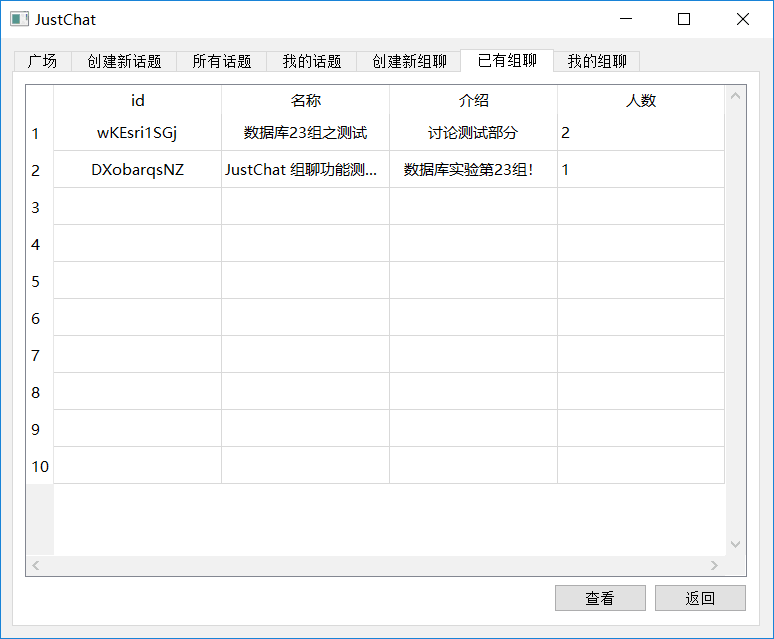 JustChat
广场 创建新话题 所有话题 我的话题 创建新组聊 已有组聊 我的组聊
id 名称 介绍 人数
1 wKEsri1SGj 数据库23组之测试 讨论测试部分 2
2 DXobarqsNZ JustChat 组聊功能测... 数据库实验第23组！ 1
3
4
5
6
7
8
9
10
查看 返回